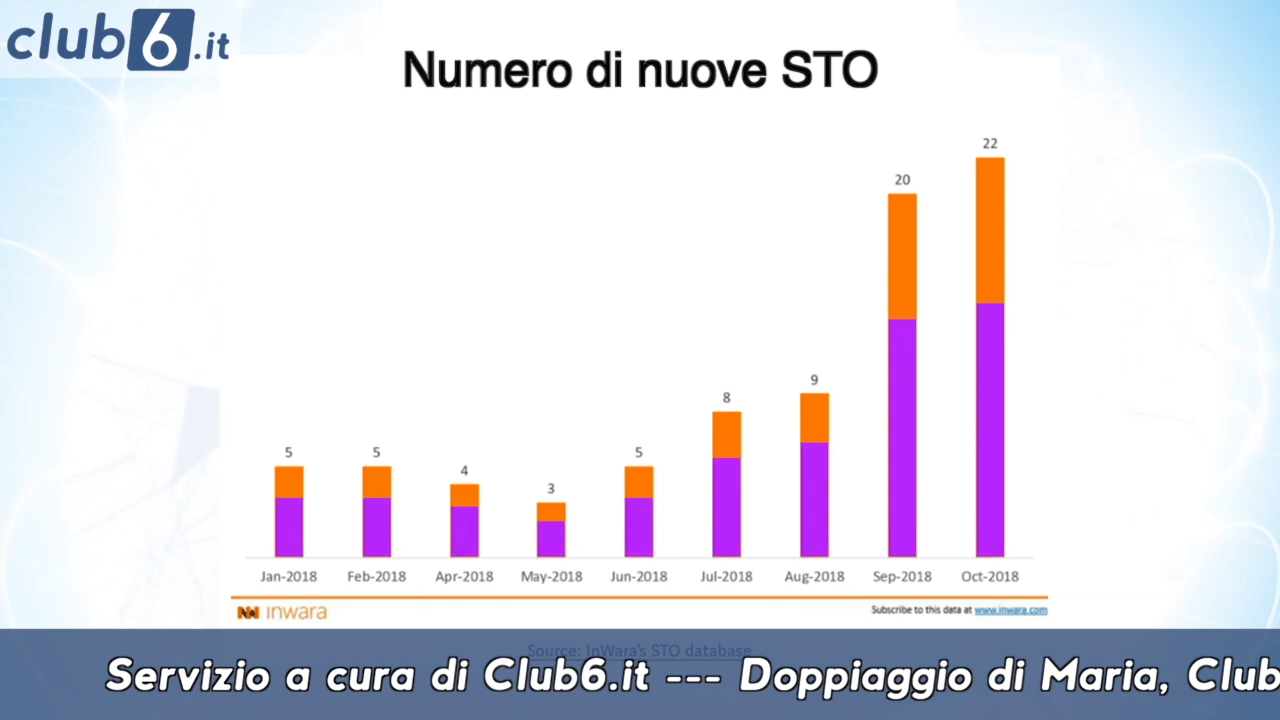 club6.it
Numero di nuove STO
22
20
9
8
5
5
4
3
5
Jan-2018 Feb-2018 Apr-2018 May-2018 Jun-2018 Jul-2018 Aug-2018 Sep-2018 Oct-2018
inwara
Subscribe to this data at www.inwara.com
Source: InWara's STO database
Servizio a cura di Club6.it --- Doppiaggio di Maria, Club